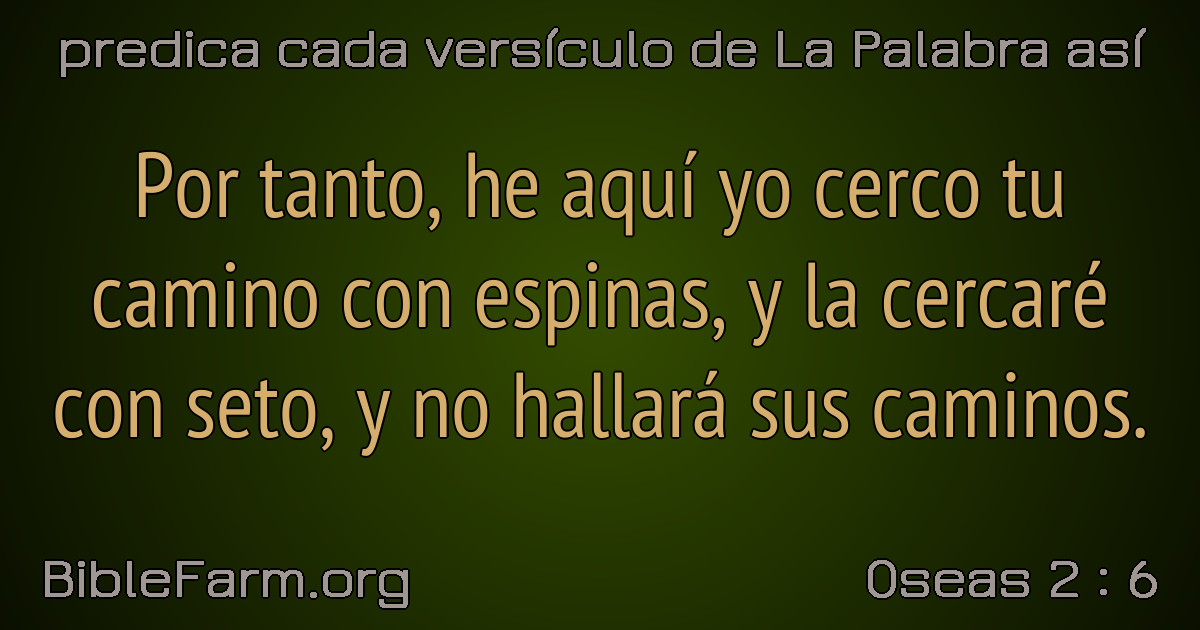 predica cada versículo de La Palabra así
Por tanto, he aquí yo cerco tu
camino con espinas, y la cercaré
con seto, y no hallará sus caminos.
BibleFarm.org
Oseas 2 : 6